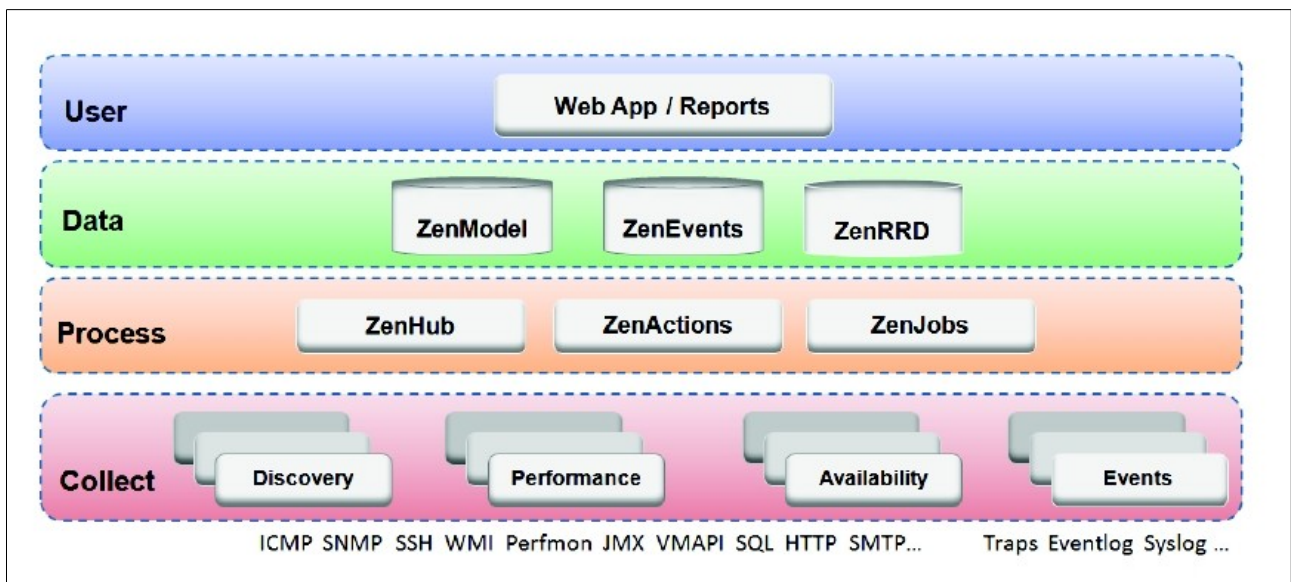 User
Web App / Reports
Data
ZenModel
ZenEvents
ZenRRD
Process
ZenHub
ZenActions
ZenJobs
Collect
Discovery
Performance
Availability
Events
ICMP SNMP SSH WMI Perfmon JMX VMAPI SQL HTTP SMTP...
Traps Eventlog Syslog ...